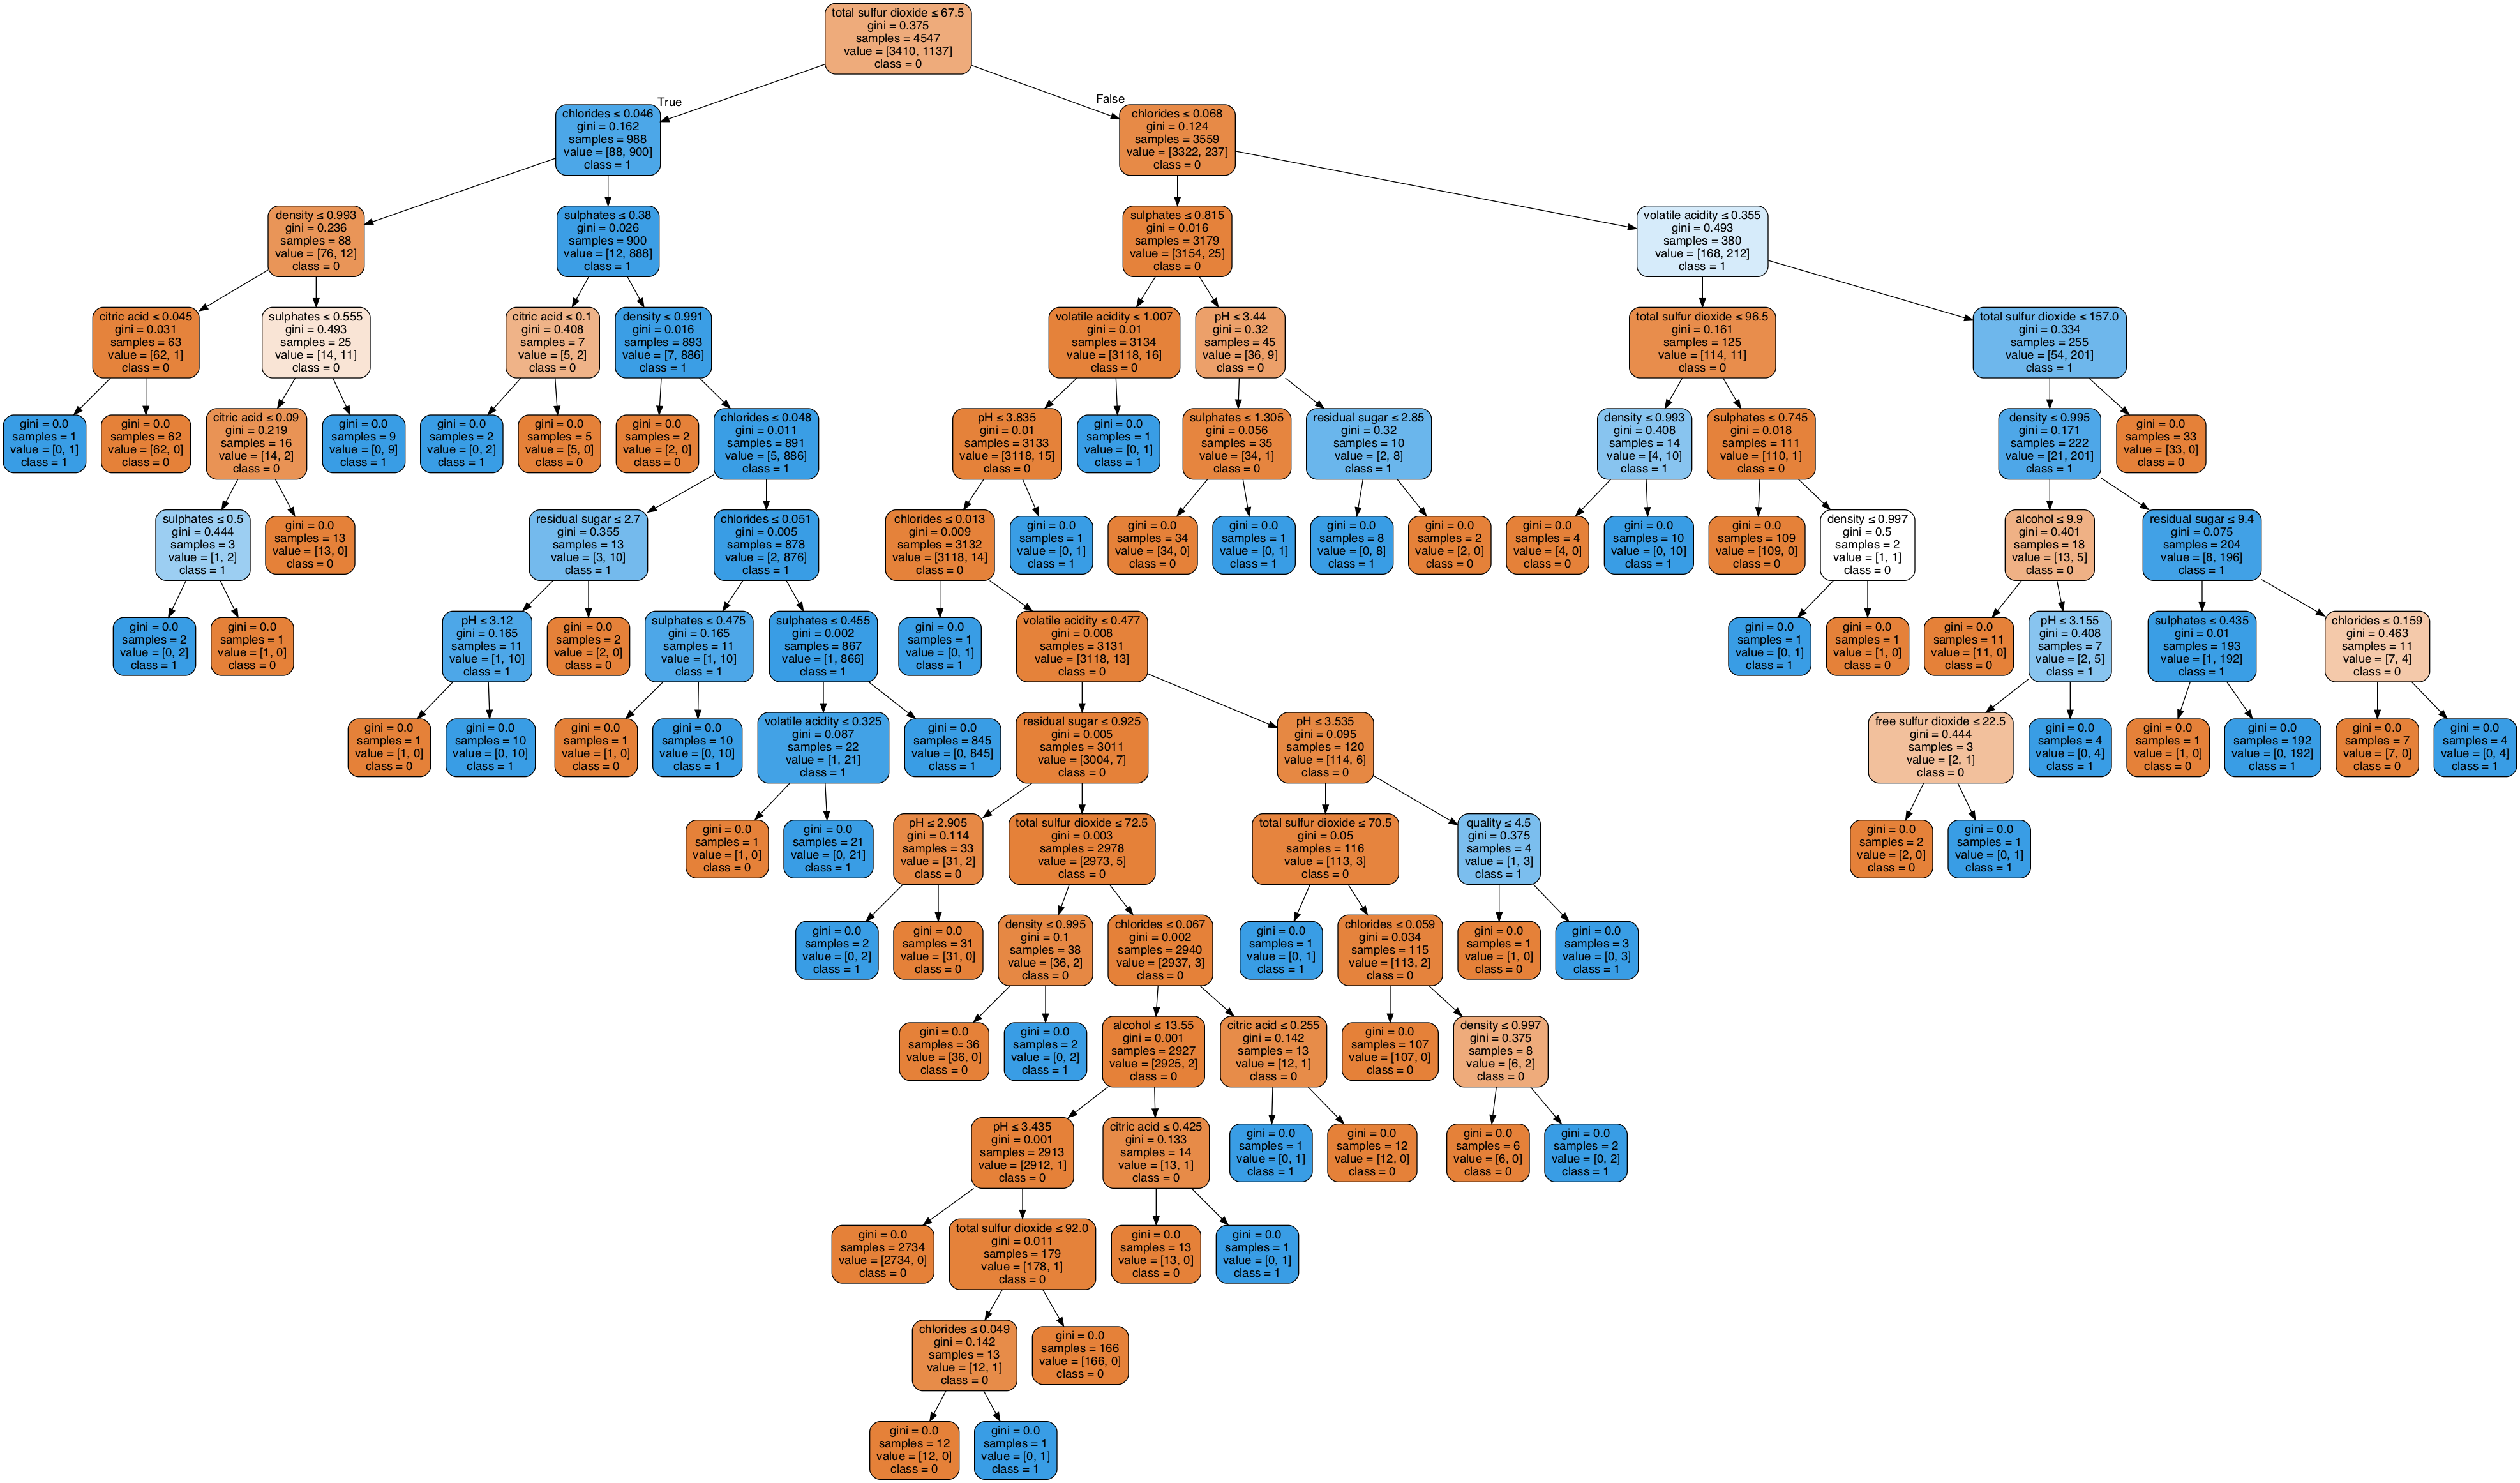 total sulfur dioxide ≤ 67.5
gini = 0.375
samples = 4547
value = [3410, 1137]
class = 0
True
False
chlorides ≤ 0.046
gini = 0.162
samples = 988
value = [88, 900]
class = 1
chlorides ≤ 0.068
gini = 0.124
samples = 3559
value = [3322, 237]
class = 0
density ≤ 0.993
gini = 0.236
samples = 88
value = [76, 12]
class = 0
sulphates ≤ 0.38
gini = 0.026
samples = 900
value = [12, 888]
class = 1
sulphates ≤ 0.815
gini = 0.016
samples = 3179
value = [3154, 25]
class = 0
volatile acidity ≤ 0.355
gini = 0.493
samples = 380
value = [168, 212]
class = 1
citric acid ≤ 0.045
gini = 0.031
samples = 63
value = [62, 1]
class = 0
sulphates ≤ 0.555
gini = 0.493
samples = 25
value = [14, 11]
class = 0
citric acid ≤ 0.1
gini = 0.408
samples = 7
value = [5, 2]
class = 0
density ≤ 0.991
gini = 0.016
samples = 893
value = [7, 886]
class = 1
volatile acidity ≤ 1.007
gini = 0.01
samples = 3134
value = [3118, 16]
class = 0
pH ≤ 3.44
gini = 0.32
samples = 45
value = [36, 9]
class = 0
total sulfur dioxide ≤ 96.5
gini = 0.161
samples = 125
value = [114, 11]
class = 0
total sulfur dioxide ≤ 157.0
gini = 0.334
samples = 255
value = [54, 201]
class = 1
gini = 0.0
samples = 1
value = [0, 1]
class = 1
gini = 0.0
samples = 62
value = [62, 0]
class = 0
citric acid ≤ 0.09
gini = 0.219
samples = 16
value = [14, 2]
class = 0
gini = 0.0
samples = 9
value = [0, 9]
class = 1
gini = 0.0
samples = 2
value = [0, 2]
class = 1
gini = 0.0
samples = 5
value = [5, 0]
class = 0
gini = 0.0
samples = 2
value = [2, 0]
class = 0
chlorides ≤ 0.048
gini = 0.011
samples = 891
value = [5, 886]
class = 1
pH ≤ 3.835
gini = 0.01
samples = 3133
value = [3118, 15]
class = 0
gini = 0.0
samples = 1
value = [0, 1]
class = 1
sulphates ≤ 1.305
gini = 0.056
samples = 35
value = [34, 1]
class = 0
residual sugar ≤ 2.85
gini = 0.32
samples = 10
value = [2, 8]
class = 1
density ≤ 0.993
gini = 0.408
samples = 14
value = [4, 10]
class = 1
sulphates ≤ 0.745
gini = 0.018
samples = 111
value = [110, 1]
class = 0
density ≤ 0.995
gini = 0.171
samples = 222
value = [21, 201]
class = 1
gini = 0.0
samples = 33
value = [33, 0]
class = 0
sulphates ≤ 0.5
gini = 0.444
samples = 3
value = [1, 2]
class = 1
gini = 0.0
samples = 13
value = [13, 0]
class = 0
residual sugar ≤ 2.7
gini = 0.355
samples = 13
value = [3, 10]
class = 1
chlorides ≤ 0.051
gini = 0.005
samples = 878
value = [2, 876]
class = 1
chlorides ≤ 0.013
gini = 0.009
samples = 3132
value = [3118, 14]
class = 0
gini = 0.0
samples = 1
value = [0, 1]
class = 1
gini = 0.0
samples = 34
value = [34, 0]
class = 0
gini = 0.0
samples = 1
value = [0, 1]
class = 1
gini = 0.0
samples = 8
value = [0, 8]
class = 1
gini = 0.0
samples = 2
value = [2, 0]
class = 0
gini = 0.0
samples = 4
value = [4, 0]
class = 0
gini = 0.0
samples = 10
value = [0, 10]
class = 1
gini = 0.0
samples = 109
value = [109, 0]
class = 0
density ≤ 0.997
gini = 0.5
samples = 2
value = [1, 1]
class = 0
alcohol ≤ 9.9
gini = 0.401
samples = 18
value = [13, 5]
class = 0
residual sugar ≤ 9.4
gini = 0.075
samples = 204
value = [8, 196]
class = 1
gini = 0.0
samples = 2
value = [0, 2]
class = 1
gini = 0.0
samples = 1
value = [1, 0]
class = 0
pH ≤ 3.12
gini = 0.165
samples = 11
value = [1, 10]
class = 1
gini = 0.0
samples = 2
value = [2, 0]
class = 0
sulphates ≤ 0.475
gini = 0.165
samples = 11
value = [1, 10]
class = 1
sulphates ≤ 0.455
gini = 0.002
samples = 867
value = [1, 866]
class = 1
gini = 0.0
samples = 1
value = [0, 1]
class = 1
volatile acidity ≤ 0.477
gini = 0.008
samples = 3131
value = [3118, 13]
class = 0
gini = 0.0
samples = 1
value = [0, 1]
class = 1
gini = 0.0
samples = 1
value = [1, 0]
class = 0
gini = 0.0
samples = 11
value = [11, 0]
class = 0
pH ≤ 3.155
gini = 0.408
samples = 7
value = [2, 5]
class = 1
sulphates ≤ 0.435
gini = 0.01
samples = 193
value = [1, 192]
class = 1
chlorides ≤ 0.159
gini = 0.463
samples = 11
value = [7, 4]
class = 0
gini = 0.0
samples = 1
value = [1, 0]
class = 0
gini = 0.0
samples = 10
value = [0, 10]
class = 1
gini = 0.0
samples = 1
value = [1, 0]
class = 0
gini = 0.0
samples = 10
value = [0, 10]
class = 1
volatile acidity ≤ 0.325
gini = 0.087
samples = 22
value = [1, 21]
class = 1
gini = 0.0
samples = 845
value = [0, 845]
class = 1
residual sugar ≤ 0.925
gini = 0.005
samples = 3011
value = [3004, 7]
class = 0
pH ≤ 3.535
gini = 0.095
samples = 120
value = [114, 6]
class = 0
free sulfur dioxide ≤ 22.5
gini = 0.444
samples = 3
value = [2, 1]
class = 0
gini = 0.0
samples = 4
value = [0, 4]
class = 1
gini = 0.0
samples = 1
value = [1, 0]
class = 0
gini = 0.0
samples = 192
value = [0, 192]
class = 1
gini = 0.0
samples = 7
value = [7, 0]
class = 0
gini = 0.0
samples = 4
value = [0, 4]
class = 1
gini = 0.0
samples = 1
value = [1, 0]
class = 0
gini = 0.0
samples = 21
value = [0, 21]
class = 1
pH ≤ 2.905
gini = 0.114
samples = 33
value = [31, 2]
class = 0
total sulfur dioxide ≤ 72.5
gini = 0.003
samples = 2978
value = [2973, 5]
class = 0
total sulfur dioxide ≤ 70.5
gini = 0.05
samples = 116
value = [113, 3]
class = 0
quality ≤ 4.5
gini = 0.375
samples = 4
value = [1, 3]
class = 1
gini = 0.0
samples = 2
value = [2, 0]
class = 0
gini = 0.0
samples = 1
value = [0, 1]
class = 1
gini = 0.0
samples = 2
value = [0, 2]
class = 1
gini = 0.0
samples = 31
value = [31, 0]
class = 0
density ≤ 0.995
gini = 0.1
samples = 38
value = [36, 2]
class = 0
chlorides ≤ 0.067
gini = 0.002
samples = 2940
value = [2937, 3]
class = 0
gini = 0.0
samples = 1
value = [0, 1]
class = 1
chlorides ≤ 0.059
gini = 0.034
samples = 115
value = [113, 2]
class = 0
gini = 0.0
samples = 1
value = [1, 0]
class = 0
gini = 0.0
samples = 3
value = [0, 3]
class = 1
gini = 0.0
samples = 36
value = [36, 0]
class = 0
gini = 0.0
samples = 2
value = [0, 2]
class = 1
alcohol ≤ 13.55
gini = 0.001
samples = 2927
value = [2925, 2]
class = 0
citric acid ≤ 0.255
gini = 0.142
samples = 13
value = [12, 1]
class = 0
gini = 0.0
samples = 107
value = [107, 0]
class = 0
density ≤ 0.997
gini = 0.375
samples = 8
value = [6, 2]
class = 0
pH ≤ 3.435
gini = 0.001
samples = 2913
value = [2912, 1]
class = 0
citric acid ≤ 0.425
gini = 0.133
samples = 14
value = [13, 1]
class = 0
gini = 0.0
samples = 1
value = [0, 1]
class = 1
gini = 0.0
samples = 12
value = [12, 0]
class = 0
gini = 0.0
samples = 6
value = [6, 0]
class = 0
gini = 0.0
samples = 2
value = [0, 2]
class = 1
gini = 0.0
samples = 2734
value = [2734, 0]
class = 0
total sulfur dioxide ≤ 92.0
gini = 0.011
samples = 179
value = [178, 1]
class = 0
gini = 0.0
samples = 13
value = [13, 0]
class = 0
gini = 0.0
samples = 1
value = [0, 1]
class = 1
chlorides ≤ 0.049
gini = 0.142
samples = 13
value = [12, 1]
class = 0
gini = 0.0
samples = 166
value = [166, 0]
class = 0
gini = 0.0
samples = 12
value = [12, 0]
class = 0
gini = 0.0
samples = 1
value = [0, 1]
class = 1